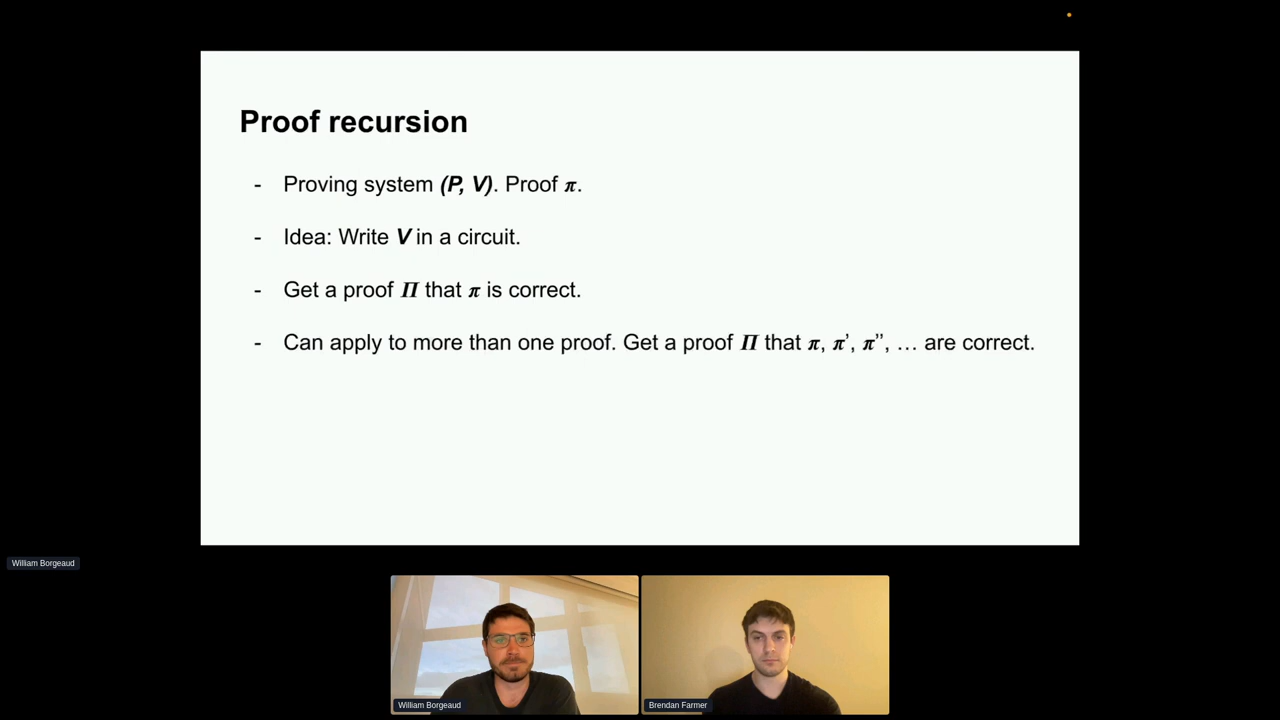 Proof recursion
- Proving system (P, V). Proof π.
- Idea: Write V in a circuit.
- Get a proof Π that π is correct.
- Can apply to more than one proof. Get a proof Π that π, π’, π’’, … are correct.
William Borgeaud
William Borgeaud
Brendan Farmer